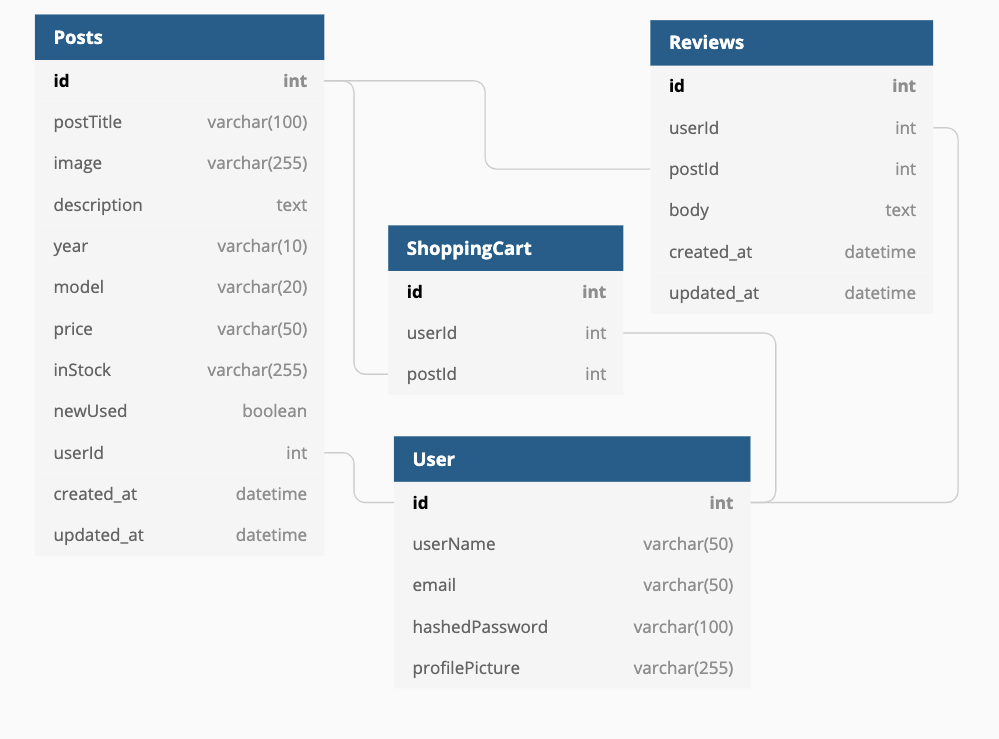 Posts
id int
postTitle varchar(100)
image varchar(255)
description text
year varchar(10)
model varchar(20)
price varchar(50)
inStock varchar(255)
newUsed boolean
userId int
created_at datetime
updated_at datetime
Reviews
id int
userId int
postId int
body text
created_at datetime
updated_at datetime
ShoppingCart
id int
userId int
postId int
User
id int
userName varchar(50)
email varchar(50)
hashedPassword varchar(100)
profilePicture varchar(255)